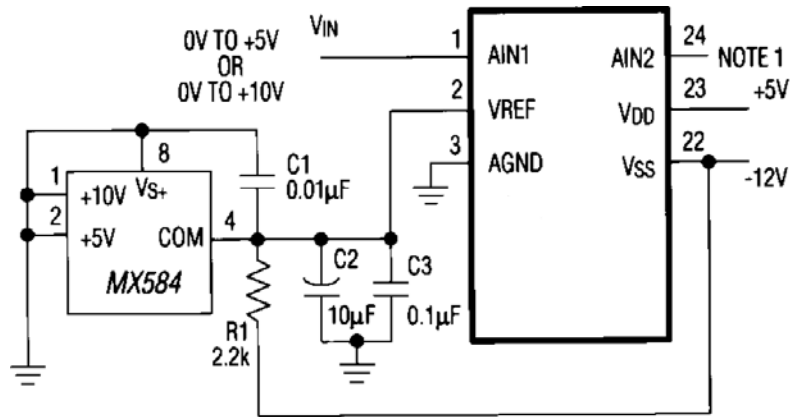 0V TO +5V
OR
0V TO +10V
VIN
1
AIN1
AIN2
24
NOTE 1
2
VREF
VDD
23
+5V
3
AGND
VSS
22
-12V
8
VS+
C1
0.01µF
1
+10V
2
+5V
COM
4
MX584
C2
10µF
C3
0.1µF
R1
2.2k